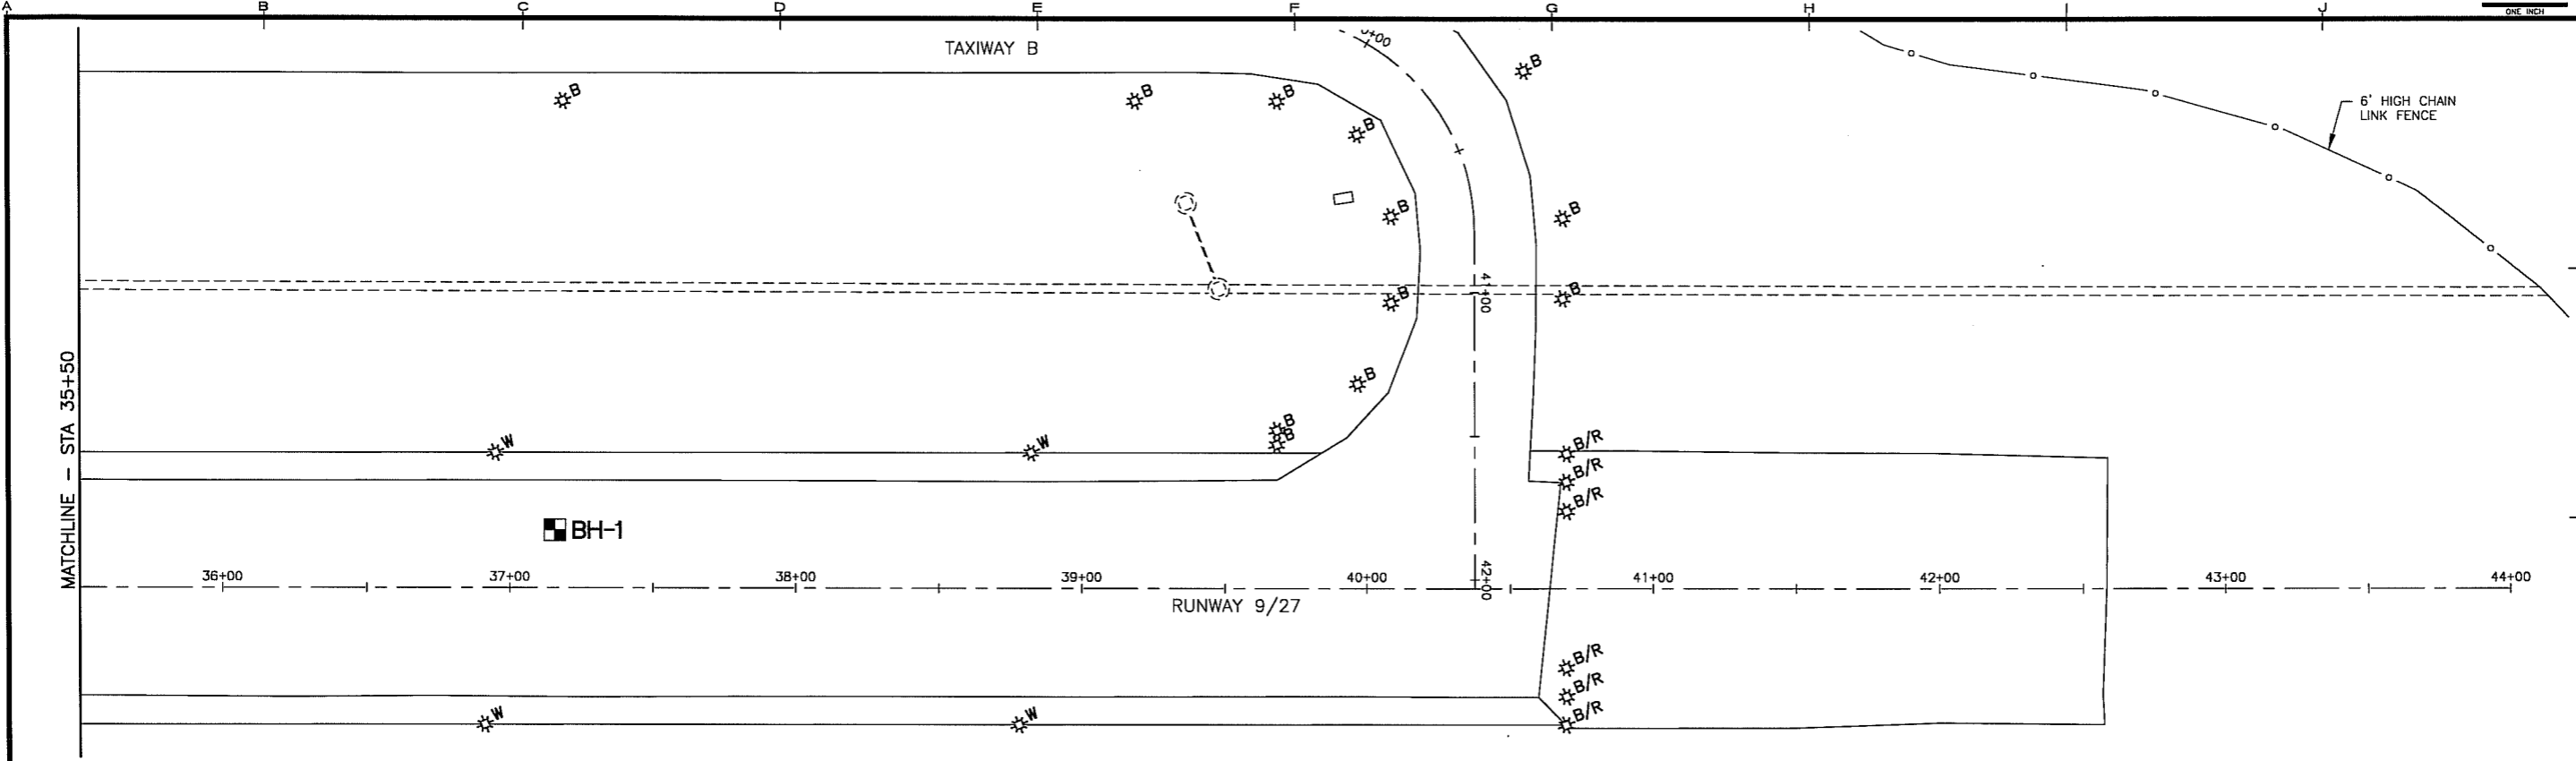 A B C D E F G H I J
ONE INCH
TAXIWAY B
+00
B
B
B
B
B
6' HIGH CHAIN
LINK FENCE
B
B
B
41+00
B
MATCHLINE - STA 35+50
B
B
B
W
W
B/R
B/R
B/R
BH-1
36+00 37+00 38+00 39+00 40+00 42+00 41+00 42+00 43+00 44+00
RUNWAY 9/27
B/R
B/R
B/R
W
W